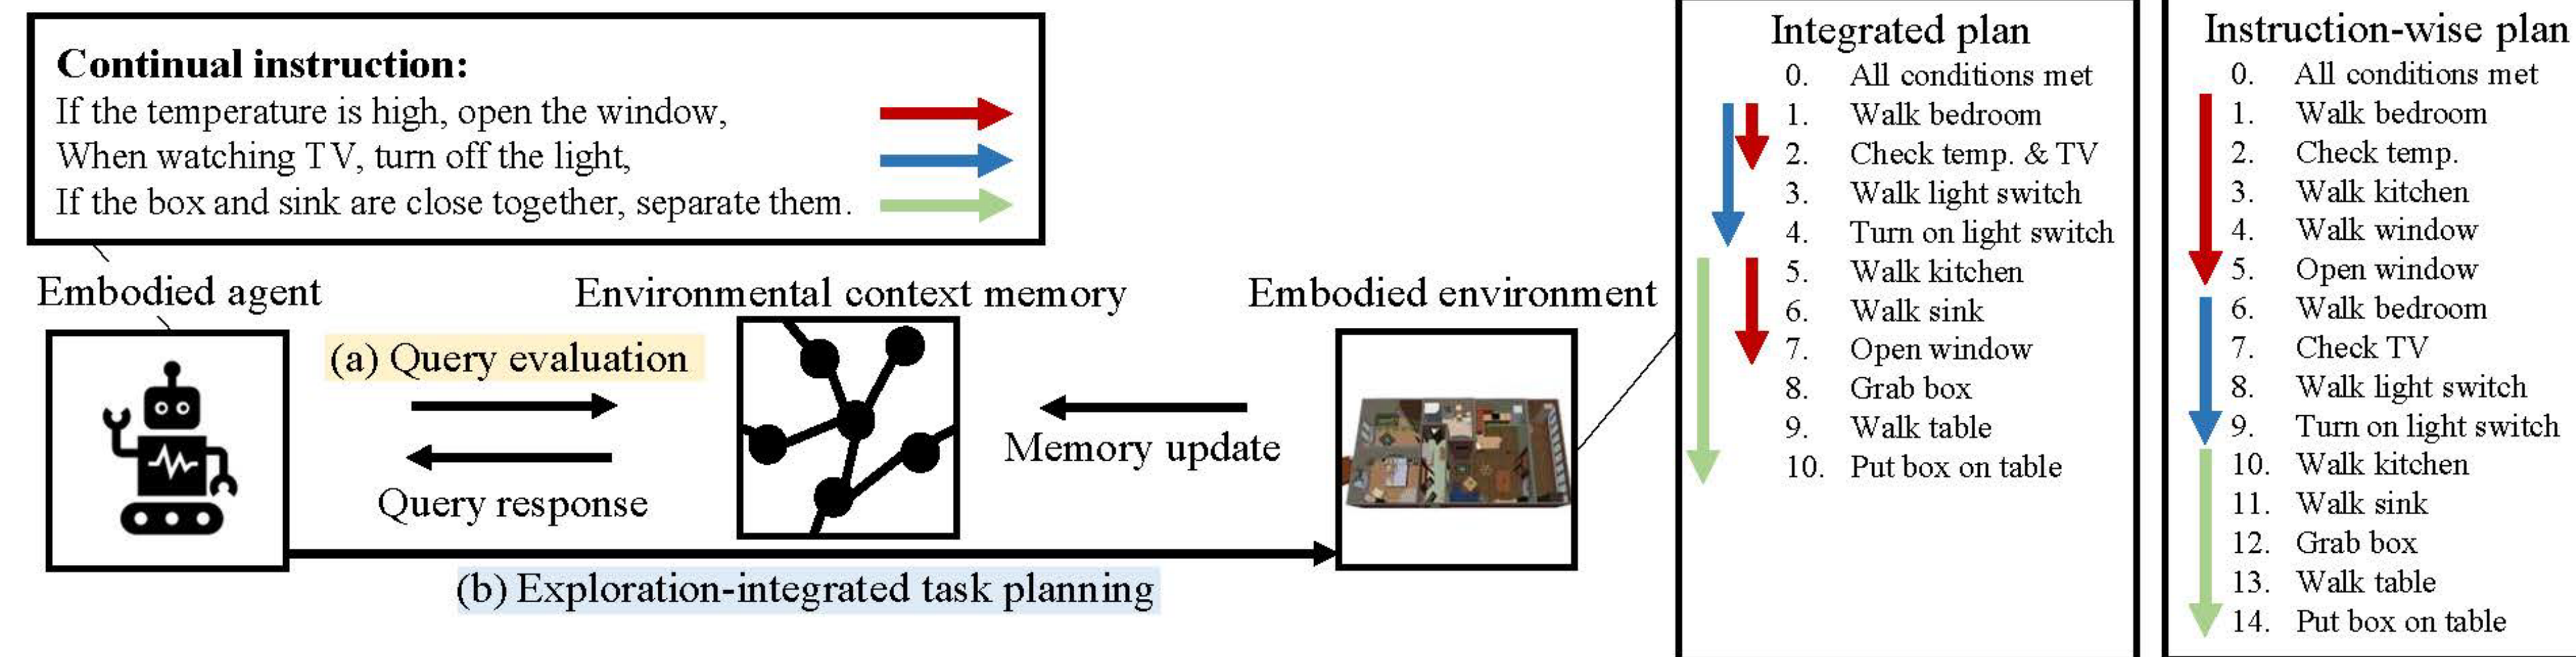 Continual instruction:
If the temperature is high, open the window,
When watching TV, turn off the light,
If the box and sink are close together, separate them.
Embodied agent
Environmental context memory
Embodied environment
(a) Query evaluation
Query response
Memory update
(b) Exploration-integrated task planning
Integrated plan
0. All conditions met
1. Walk bedroom
2. Check temp. & TV
3. Walk light switch
4. Turn on light switch
5. Walk kitchen
6. Walk sink
7. Open window
8. Grab box
9. Walk table
10. Put box on table
Instruction-wise plan
0. All conditions met
1. Walk bedroom
2. Check temp.
3. Walk kitchen
4. Walk window
5. Open window
6. Walk bedroom
7. Check TV
8. Walk light switch
9. Turn on light switch
10. Walk kitchen
11. Walk sink
12. Grab box
13. Walk table
14. Put box on table